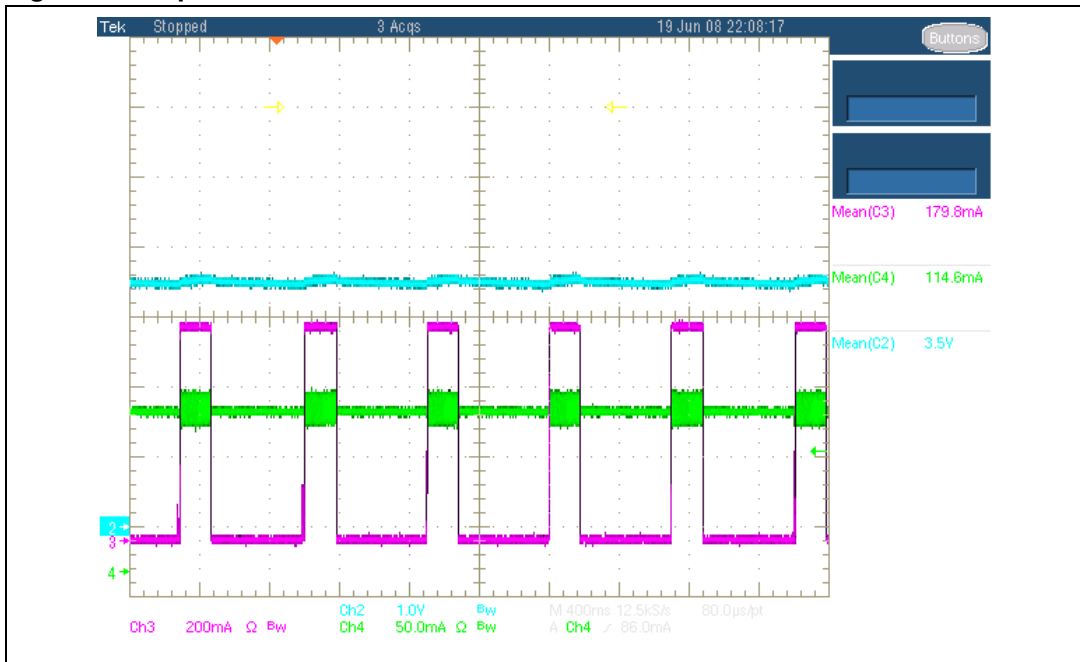 Tek Stopped 3 Acqs 19 Jun 08 22:08:17
Buttons
Mean(C3) 179.8mA
Mean(C4) 114.6mA
Mean(C2) 3.5V
2
3
4
Ch2 1.0V Bw M 400ms 12.5kS/s 80.0µs/pt
Ch3 200mA Ω Bw Ch4 50.0mA Ω Bw A Ch4 ∕ 86.0mA